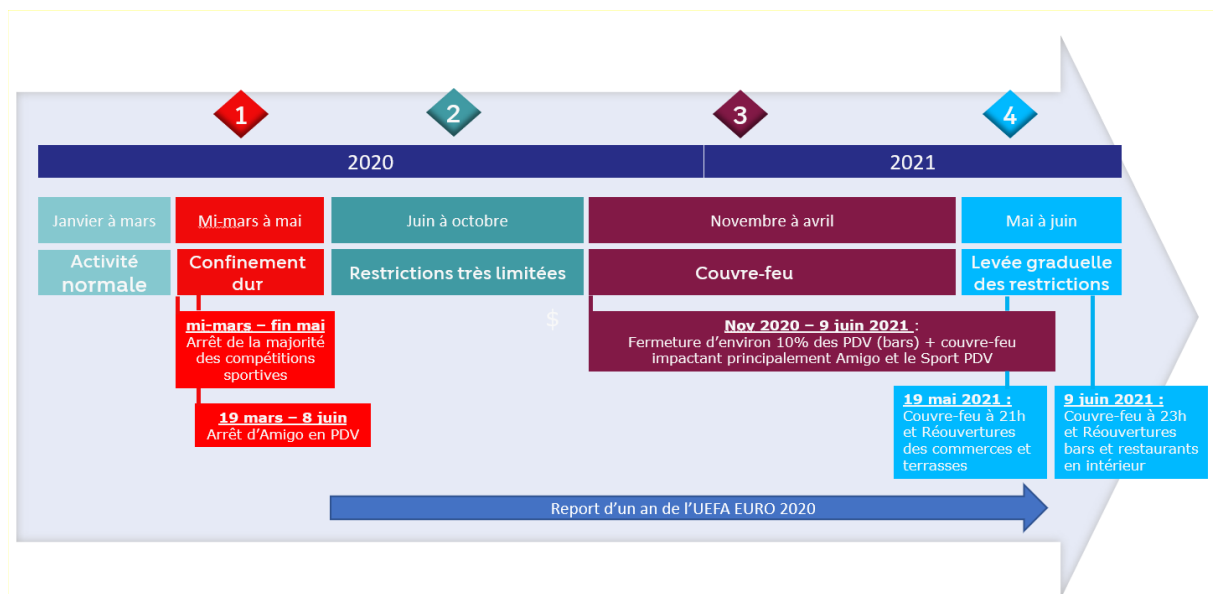 1
2
3
4
2020
2021
Janvier à mars
Mi-mars à mai
Juin à octobre
Novembre à avril
Mai à juin
Activité
normale
Confinement
dur
Restrictions très limitées
Couvre-feu
Levée graduelle
des restrictions
mi-mars – fin mai
Arrêt de la majorité
des compétitions
sportives
19 mars – 8 juin
Arrêt d’Amigo en PDV
$
Nov 2020 – 9 juin 2021 :
Fermeture d’environ 10% des PDV (bars) + couvre-feu
impactant principalement Amigo et le Sport PDV
19 mai 2021 :
Couvre-feu à 21h
et Réouvertures
des commerces et
terrasses
9 juin 2021 :
Couvre-feu à 23h
et Réouvertures
bars et restaurants
en intérieur
Report d’un an de l’UEFA EURO 2020